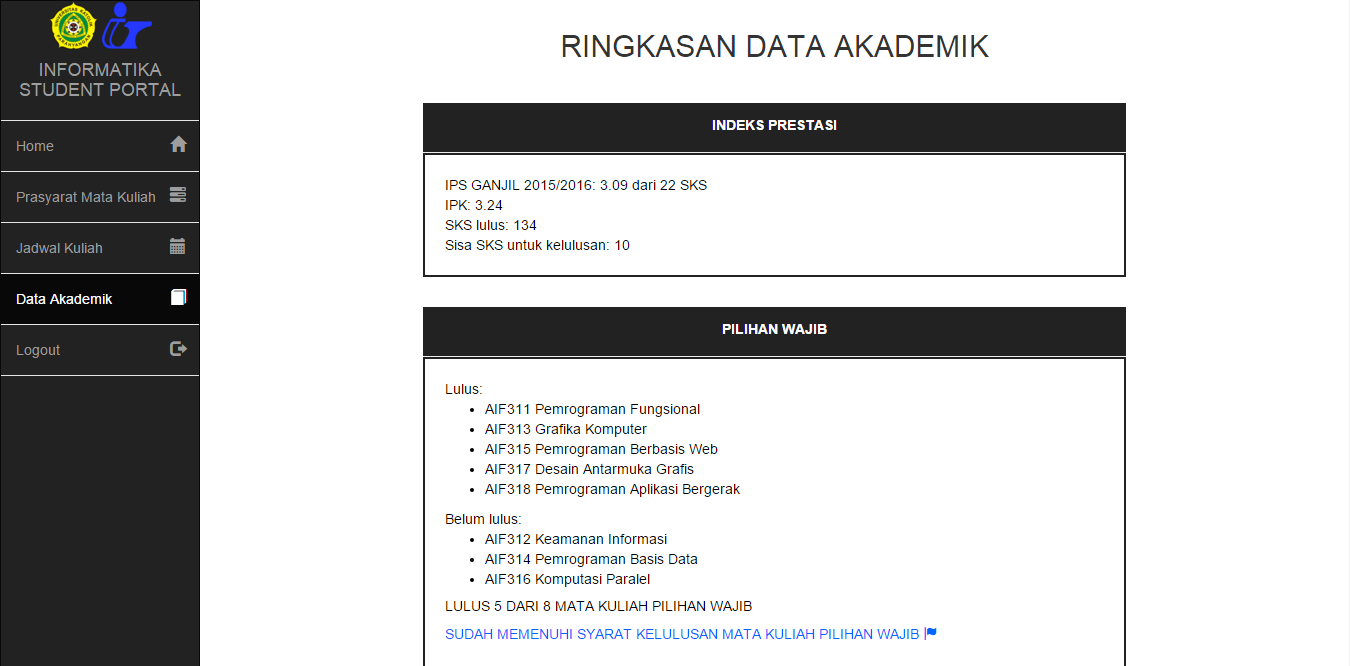 INFORMATIKA
STUDENT PORTAL
Home
Prasyarat Mata Kuliah
Jadwal Kuliah
Data Akademik
Logout
RINGKASAN DATA AKADEMIK
INDEKS PRESTASI
IPS GANJIL 2015/2016: 3.09 dari 22 SKS
IPK: 3.24
SKS lulus: 134
Sisa SKS untuk kelulusan: 10
PILIHAN WAJIB
Lulus:
• AIF311 Pemrograman Fungsional
• AIF313 Grafika Komputer
• AIF315 Pemrograman Berbasis Web
• AIF317 Desain Antarmuka Grafis
• AIF318 Pemrograman Aplikasi Bergerak
Belum lulus:
• AIF312 Keamanan Informasi
• AIF314 Pemrograman Basis Data
• AIF316 Komputasi Paralel
LULUS 5 DARI 8 MATA KULIAH PILIHAN WAJIB
SUDAH MEMENUHI SYARAT KELULUSAN MATA KULIAH PILIHAN WAJIB